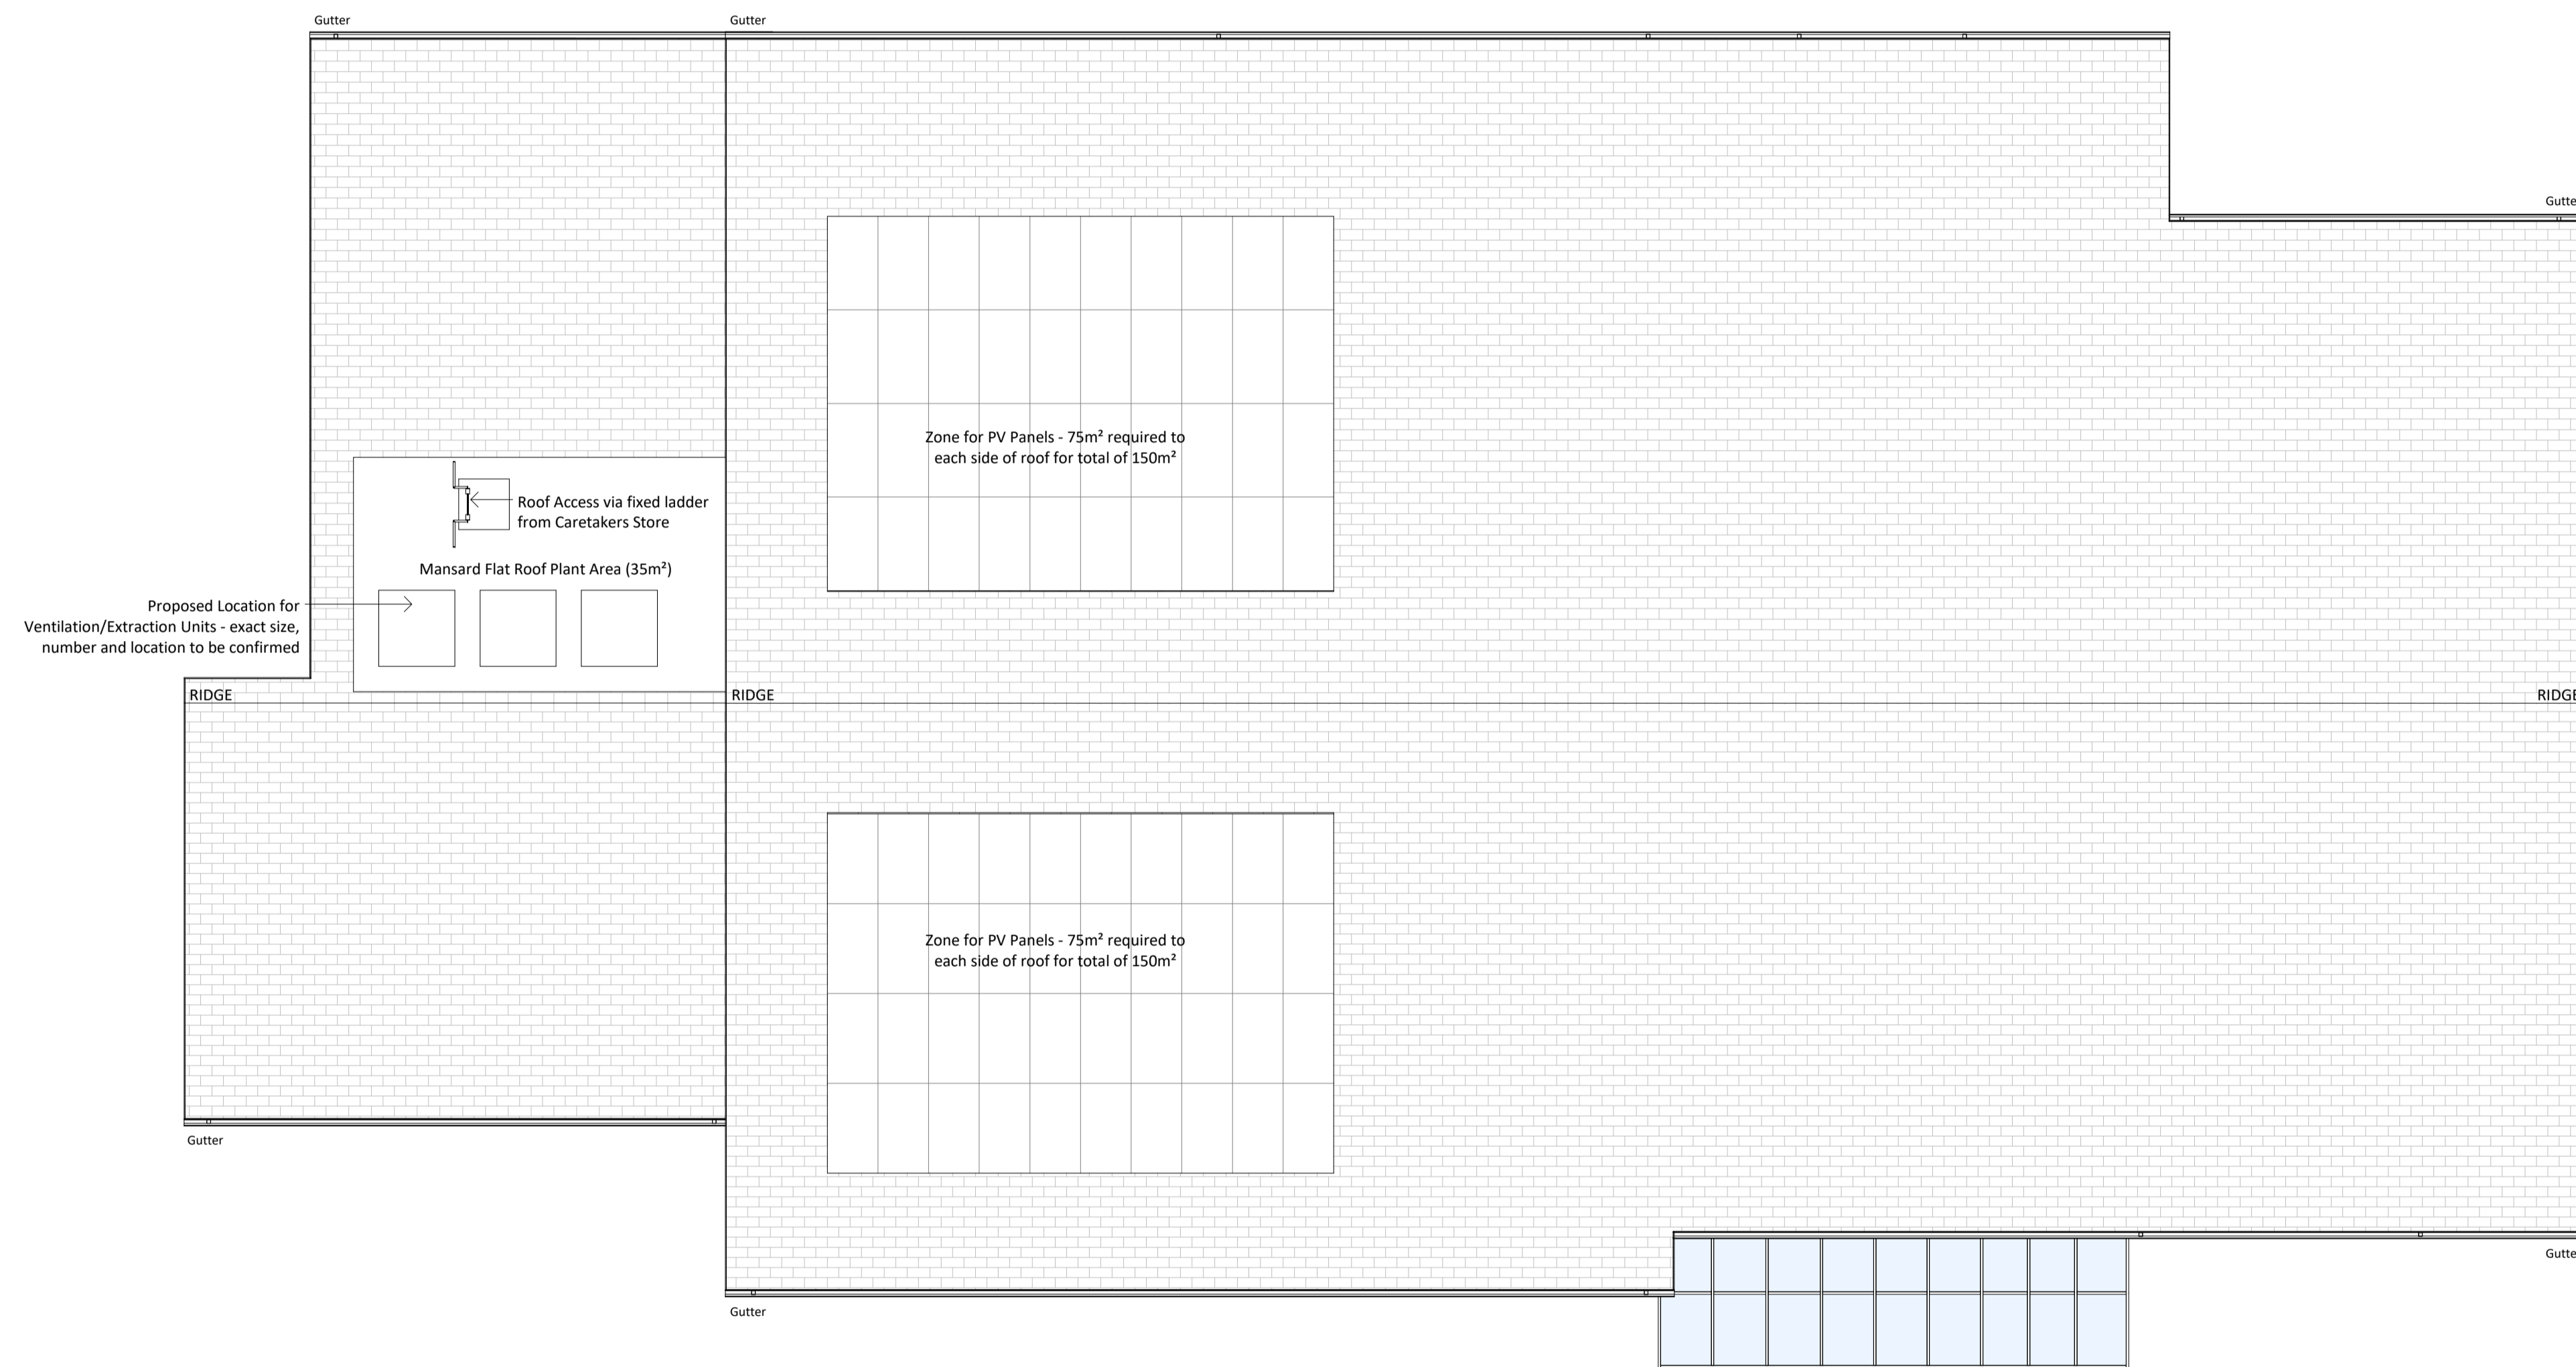 Gutter
Gutter
Gutte
Zone for PV Panels - 75m² required to
each side of roof for total of 150m²
Roof Access via fixed ladder
from Caretakers Store
Mansard Flat Roof Plant Area (35m²)
Proposed Location for
Ventilation/Extraction Units - exact size,
number and location to be confirmed
RIDGE
RIDGE
RIDGE
Zone for PV Panels - 75m² required to
each side of roof for total of 150m²
Gutter
Gutte
Gutter